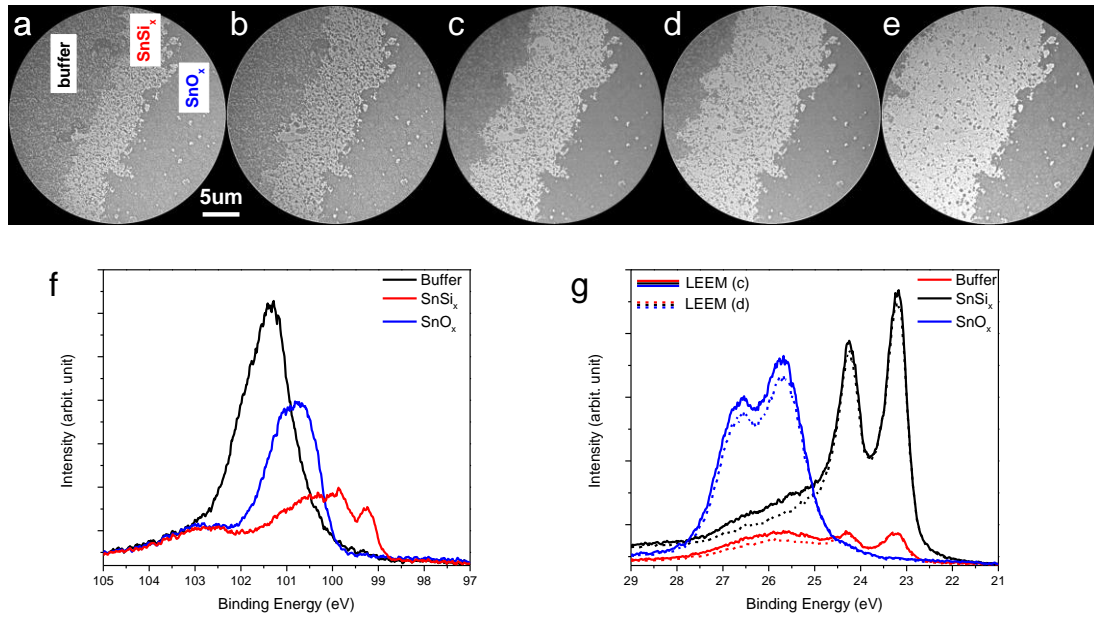 a b c d e
buffer
SnSiₓ
SnOₓ
5um
f
Buffer
SnSiₓ
SnOₓ
Intensity (arbit. unit)
105 104 103 102 101 100 99 98 97
Binding Energy (eV)
g
LEEM (c)
LEEM (d)
Buffer
SnSiₓ
SnOₓ
Intensity (arbit. unit)
29 28 27 26 25 24 23 22 21
Binding Energy (eV)